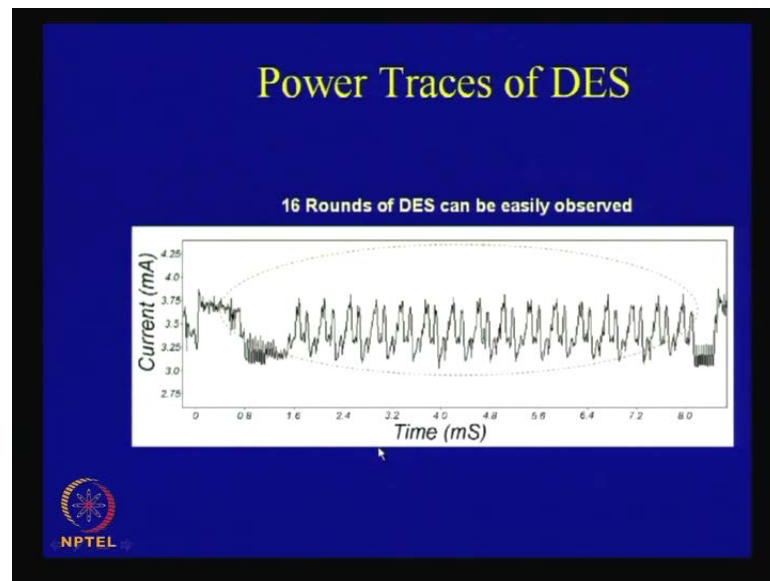 Power Traces of DES
16 Rounds of DES can be easily observed
Current (mA)
4.25
4.0
3.75
3.5
3.25
3.0
2.75
0 0.8 1.6 2.4 3.2 4.0 4.8 5.6 6.4 7.2 8.0
Time (mS)
NPTEL